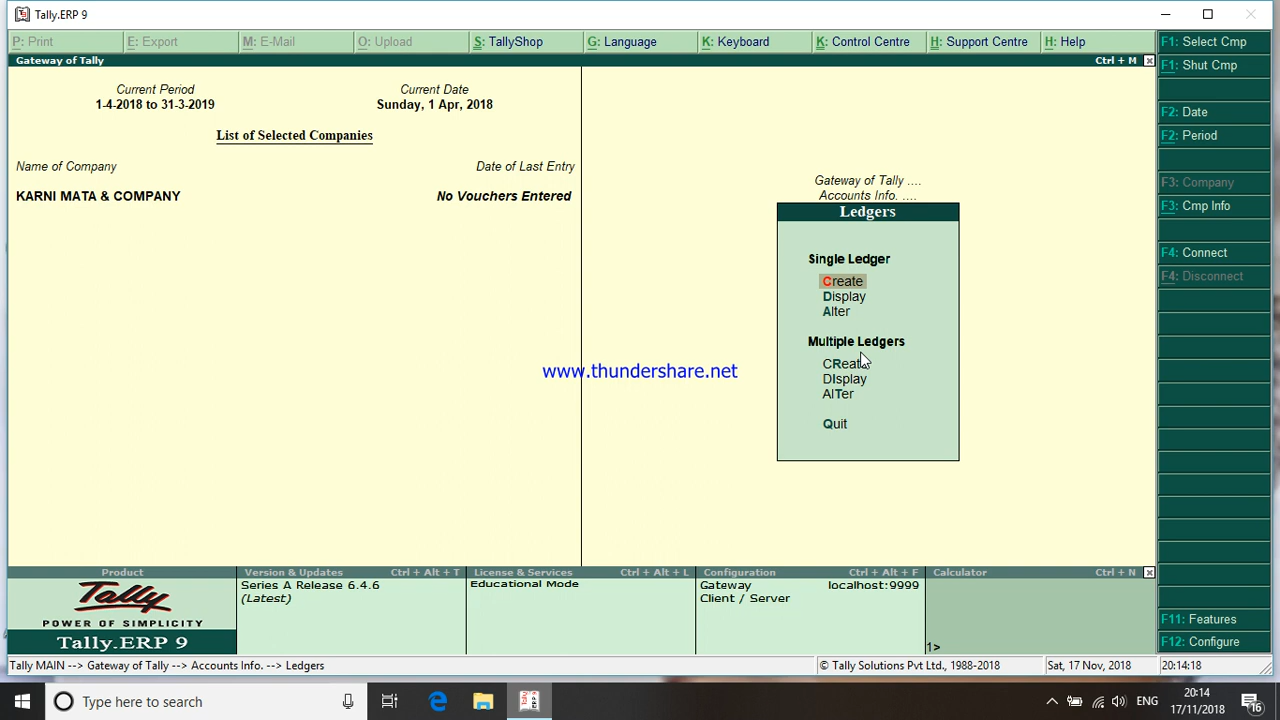 Tally.ERP 9
P: Print E: Export M: E-Mail O: Upload S: TallyShop G: Language K: Keyboard K: Control Centre H: Support Centre H: Help
Gateway of Tally Ctrl + M
Current Period Current Date
1-4-2018 to 31-3-2019 Sunday, 1 Apr, 2018
List of Selected Companies
Name of Company Date of Last Entry
KARNI MATA & COMPANY No Vouchers Entered
Gateway of Tally ....
Accounts Info. ....
Ledgers
Single Ledger
Create
Display
Alter
Multiple Ledgers
CReate
DIsplay
AlTer
Quit
www.thundershare.net
F1: Select Cmp
F1: Shut Cmp
F2: Date
F2: Period
F3: Company
F3: Cmp Info
F4: Connect
F4: Disconnect
F11: Features
F12: Configure
Product Version & Updates Ctrl + Alt + T License & Services Ctrl + Alt + L Configuration Ctrl + Alt + F Calculator Ctrl + N
Tally
POWER OF SIMPLICITY
Tally.ERP 9
Series A Release 6.4.6
(Latest)
Educational Mode
Gateway localhost:9999
Client / Server
1>
Tally MAIN --> Gateway of Tally --> Accounts Info. --> Ledgers © Tally Solutions Pvt Ltd., 1988-2018 Sat, 17 Nov, 2018 20:14:18
Type here to search
ENG
20:14
17/11/2018
16